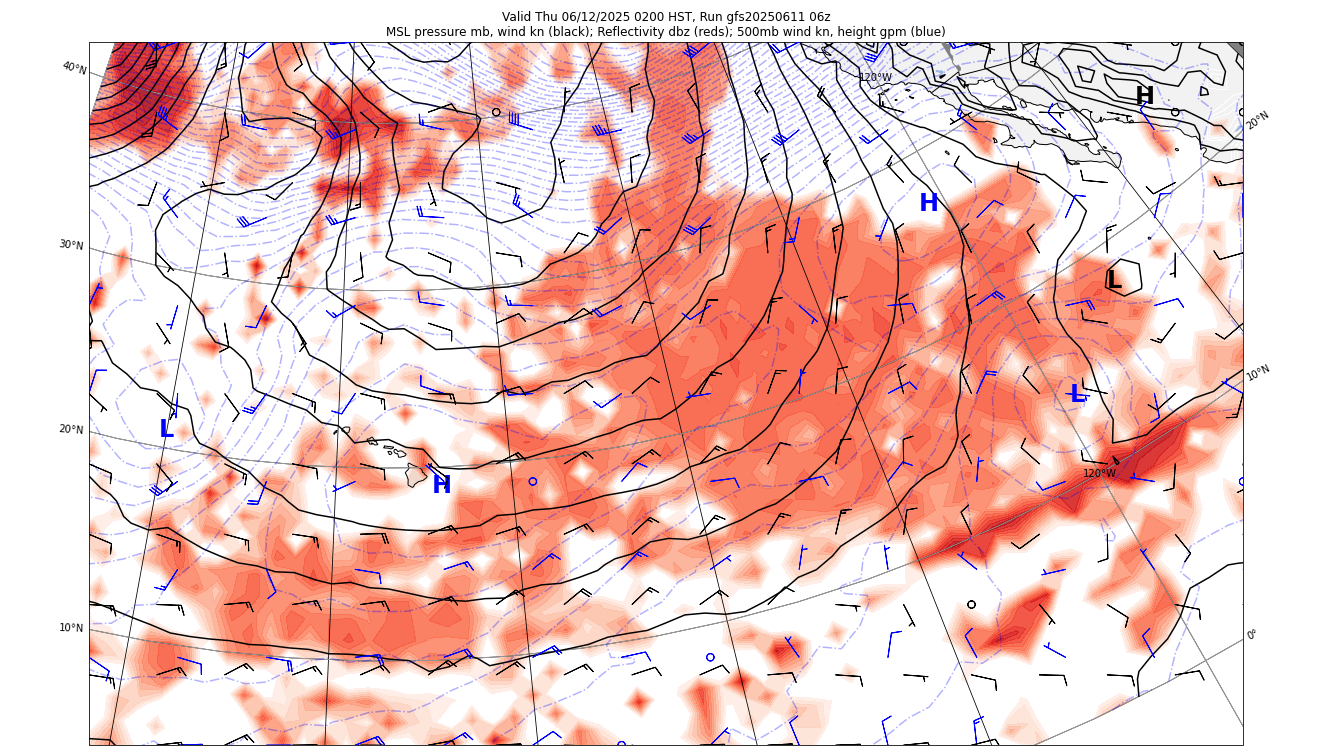 Valid Thu 06/12/2025 0200 HST, Run gfs20250611 06z
MSL pressure mb, wind kn (black); Reflectivity dbz (reds); 500mb wind kn, height gpm (blue)
40°N
120°W
H
20°N
H
30°N
L
10°N
L
20°N
L
120°W
H
10°N
0°